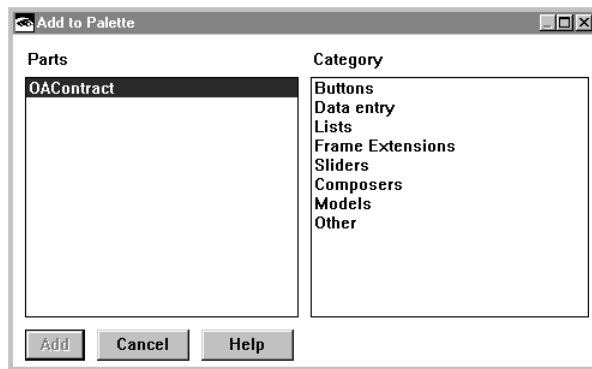 Add to Palette
Parts
Category
OAContract
Buttons
Data entry
Lists
Frame Extensions
Sliders
Composers
Models
Other
Add
Cancel
Help